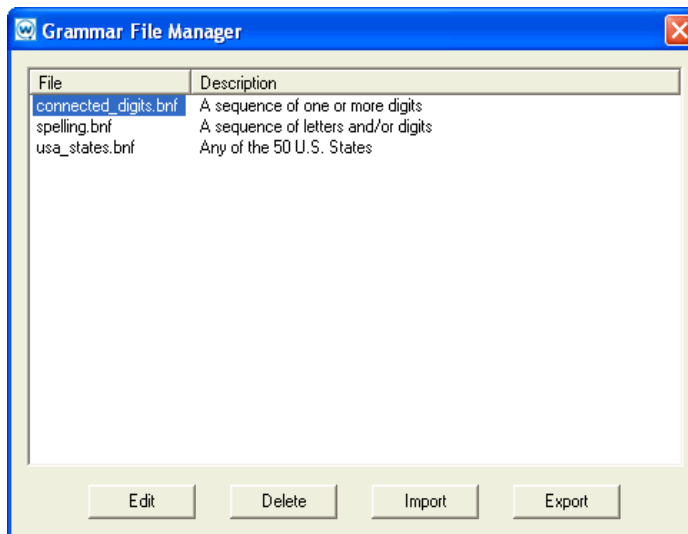 Grammar File Manager
File Description
connected_digits.bnf A sequence of one or more digits
spelling.bnf A sequence of letters and/or digits
usa_states.bnf Any of the 50 U.S. States
Edit Delete Import Export